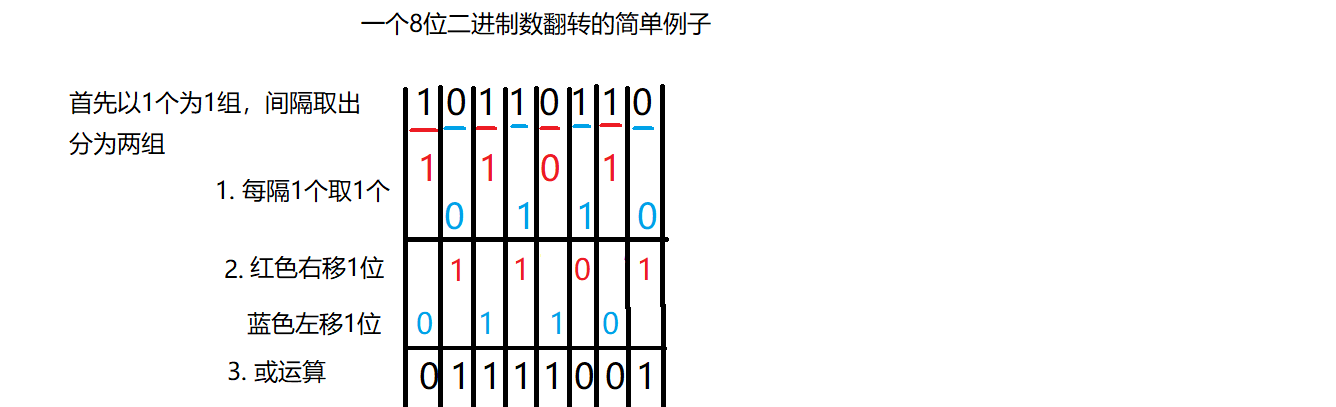 一个8位二进制数翻转的简单例子
首先以1个为1组，间隔取出
分为两组
1 0 1 1 0 1 1 0
1. 每隔1个取1个
1 1 0 1
0 1 1 0
2. 红色右移1位
1 1 0 1
蓝色左移1位
0 1 1 0
3. 或运算
0 1 1 1 1 0 0 1